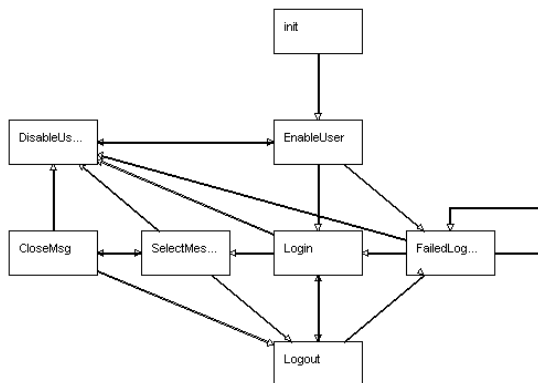 init
DisableUs...
EnableUser
CloseMsg
SelectMes...
Login
FailedLog...
Logout